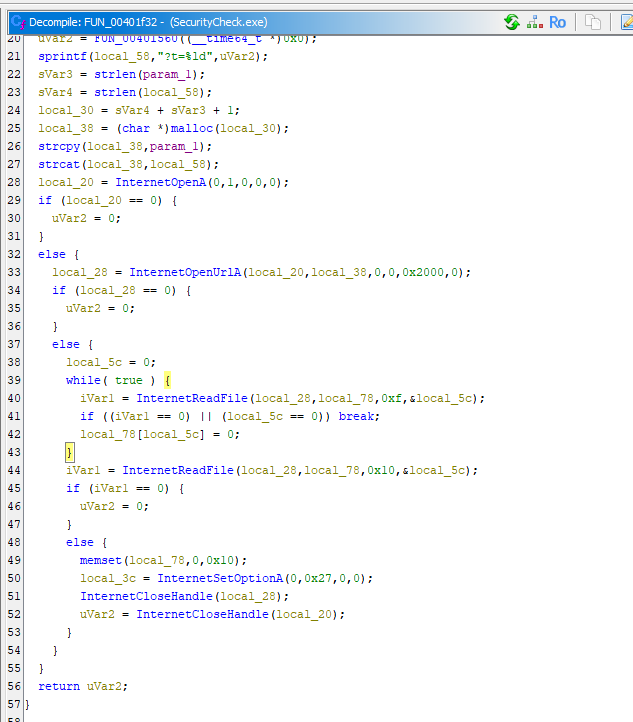 Decompile: FUN_00401f32 - (SecurityCheck.exe)
Ro
20 uVar2 = FUN_00401560((__time64_t *)0x0);
21 sprintf(local_58,"?t=%ld",uVar2);
22 sVar3 = strlen(param_1);
23 sVar4 = strlen(local_58);
24 local_30 = sVar4 + sVar3 + 1;
25 local_38 = (char *)malloc(local_30);
26 strcpy(local_38,param_1);
27 strcat(local_38,local_58);
28 local_20 = InternetOpenA(0,1,0,0,0);
29 if (local_20 == 0) {
30 uVar2 = 0;
31 }
32 else {
33 local_28 = InternetOpenUrlA(local_20,local_38,0,0,0x2000,0);
34 if (local_28 == 0) {
35 uVar2 = 0;
36 }
37 else {
38 local_5c = 0;
39 while( true ) {
40 iVar1 = InternetReadFile(local_28,local_78,0xf,&local_5c);
41 if ((iVar1 == 0) || (local_5c == 0)) break;
42 local_78[local_5c] = 0;
43 }
44 iVar1 = InternetReadFile(local_28,local_78,0x10,&local_5c);
45 if (iVar1 == 0) {
46 uVar2 = 0;
47 }
48 else {
49 memset(local_78,0,0x10);
50 local_3c = InternetSetOptionA(0,0x27,0,0);
51 InternetCloseHandle(local_28);
52 uVar2 = InternetCloseHandle(local_20);
53 }
54 }
55 }
56 return uVar2;
57 }
58